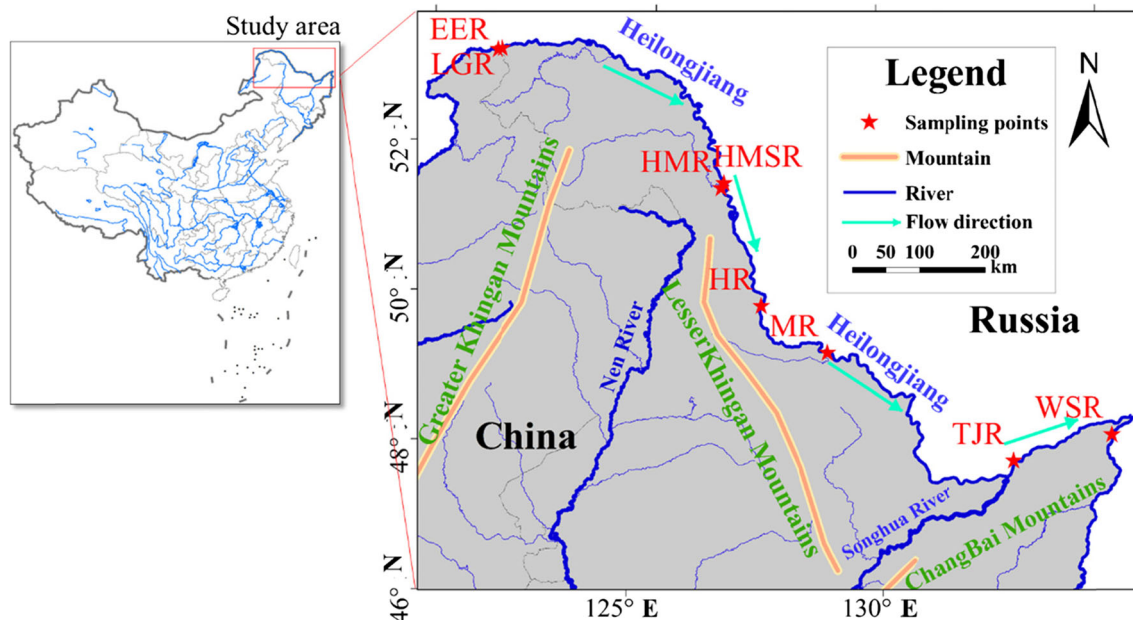 Study area
EER
LGR
Heilongjiang
Legend
Sampling points
Mountain
River
Flow direction
0 50 100 200
km
N
52° N
HMR
HMSR
Greater Khingan Mountains
50° N
HR
Nen River
LesserKhingan Mountains
MR
Heilongjiang
Russia
China
48° N
TJR
WSR
Songhua River
ChangBai Mountains
46° N
125° E
130° E